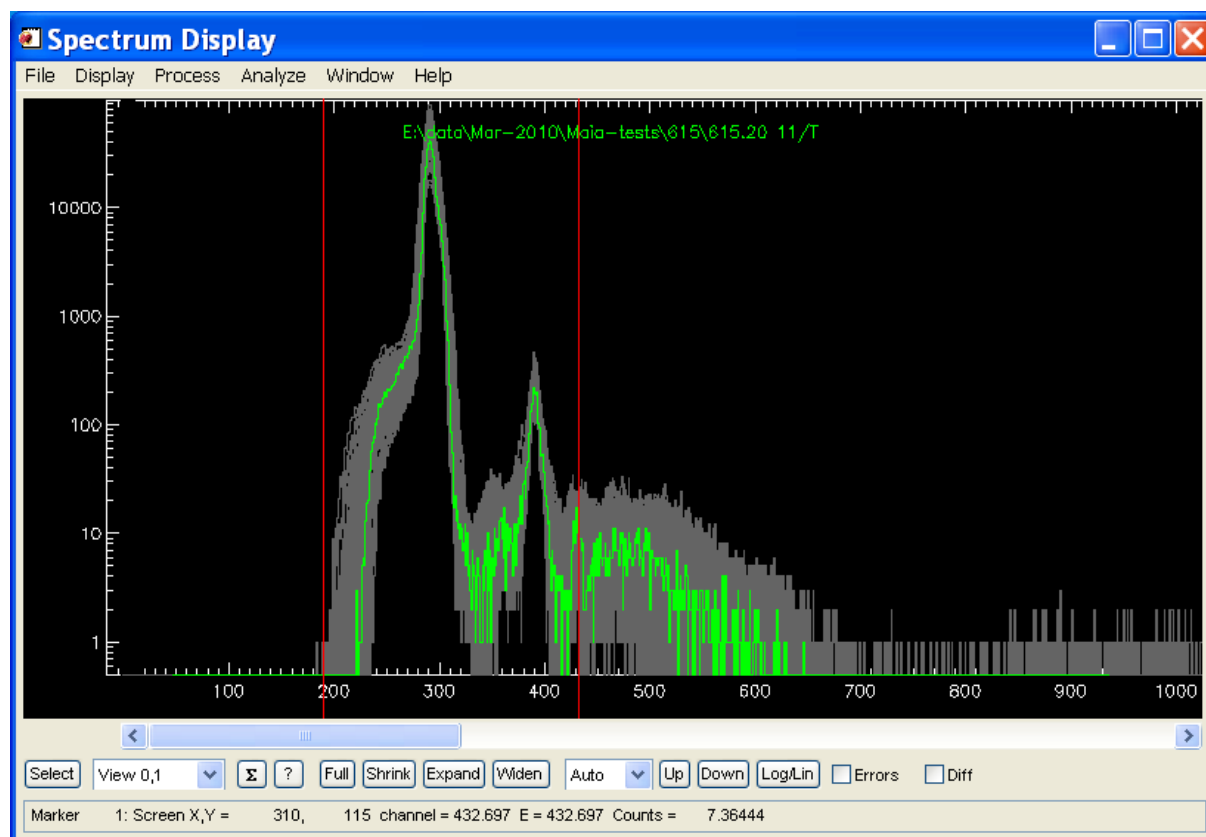 Spectrum Display
File Display Process Analyze Window Help
E:\data\Mar-2010\Maia-tests\615\615.20 11/T
10000
1000
100
10
1
100 200 300 400 500 600 700 800 900 1000
Select View 0,1 Σ ? Full Shrink Expand Widen Auto Up Down Log/Lin Errors Diff
Marker 1: Screen X,Y = 310, 115 channel = 432.697 E = 432.697 Counts = 7.36444